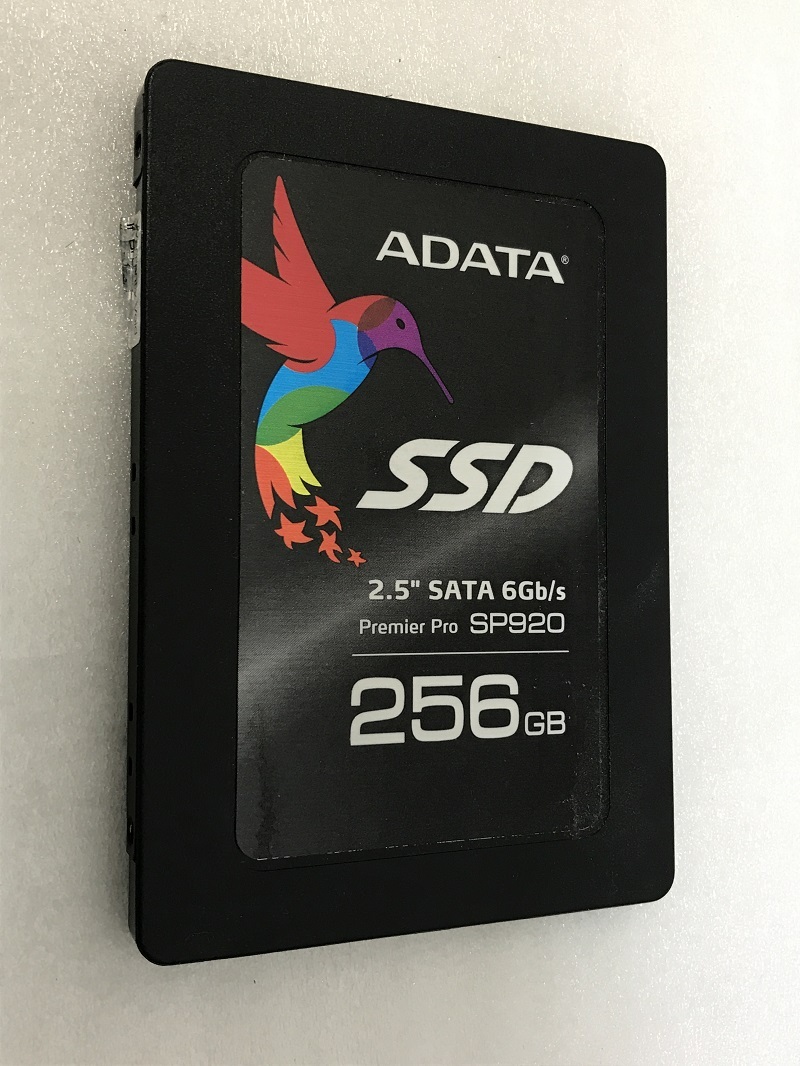 ADATA®
SSD
2.5" SATA 6Gb/s
Premier Pro SP920
256GB